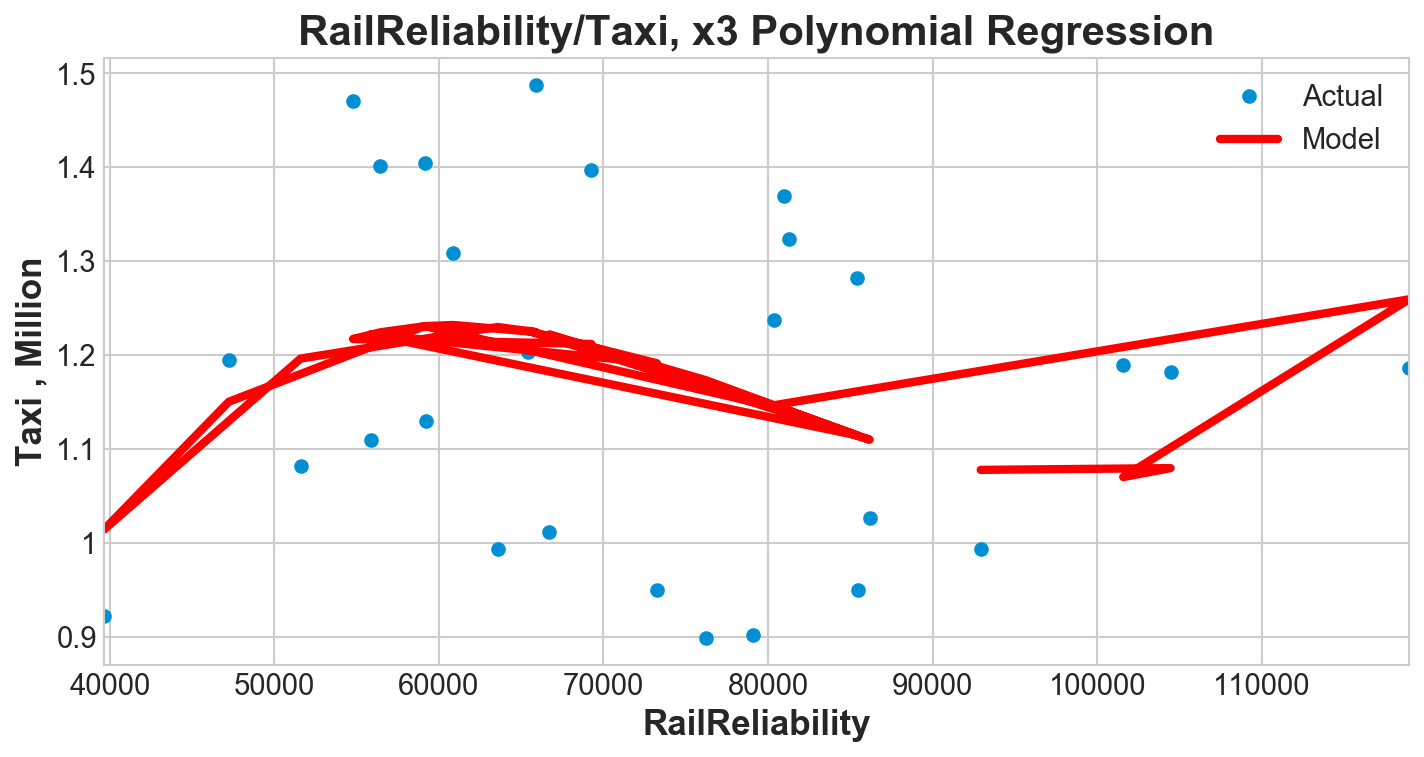 RailReliability/Taxi, x3 Polynomial Regression
1.5
1.4
1.3
1.2
1.1
1
0.9
Taxi , Million
Actual
Model
40000 50000 60000 70000 80000 90000 100000 110000
RailReliability